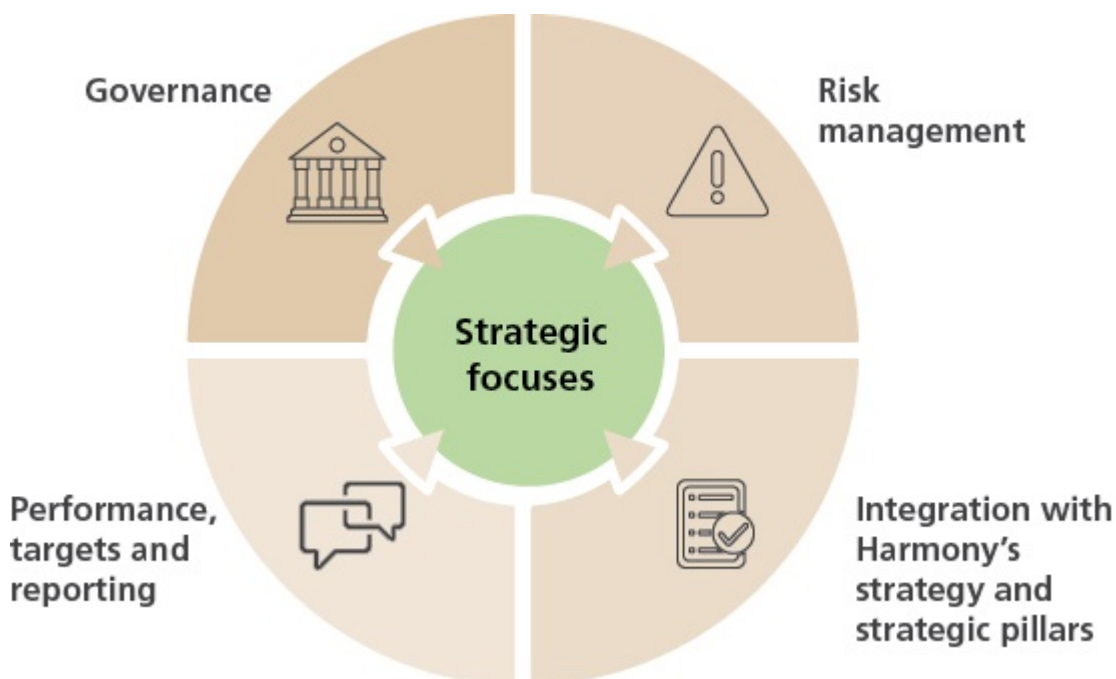 Governance
Risk
management
Strategic
focuses
Performance,
targets and
reporting
Integration with
Harmony’s
strategy and
strategic pillars